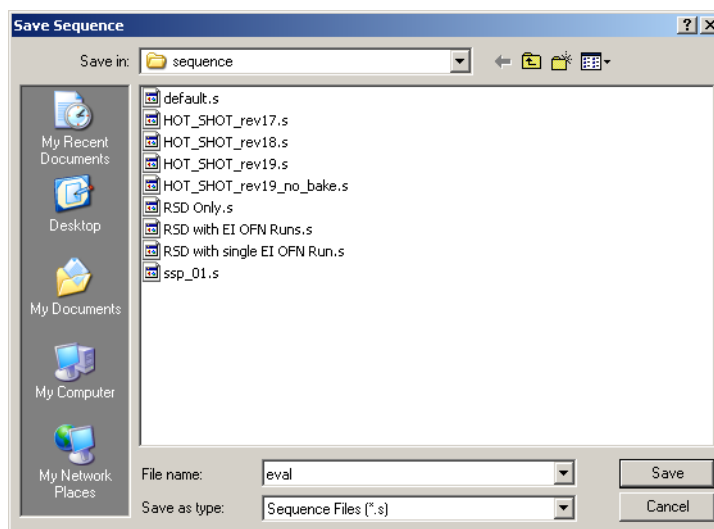 Save Sequence
Save in: sequence
My Recent
Documents
Desktop
My Documents
My Computer
My Network
Places
default.s
HOT_SHOT_rev17.s
HOT_SHOT_rev18.s
HOT_SHOT_rev19.s
HOT_SHOT_rev19_no_bake.s
RSD Only.s
RSD with EI OFN Runs.s
RSD with single EI OFN Run.s
ssp_01.s
File name: eval Save
Save as type: Sequence Files (*.s) Cancel